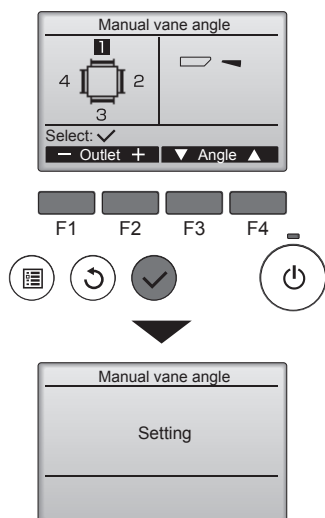 Manual vane angle
1
4 2
3
Select:
− Outlet + ▼ Angle ▲
F1 F2 F3 F4
Manual vane angle
Setting